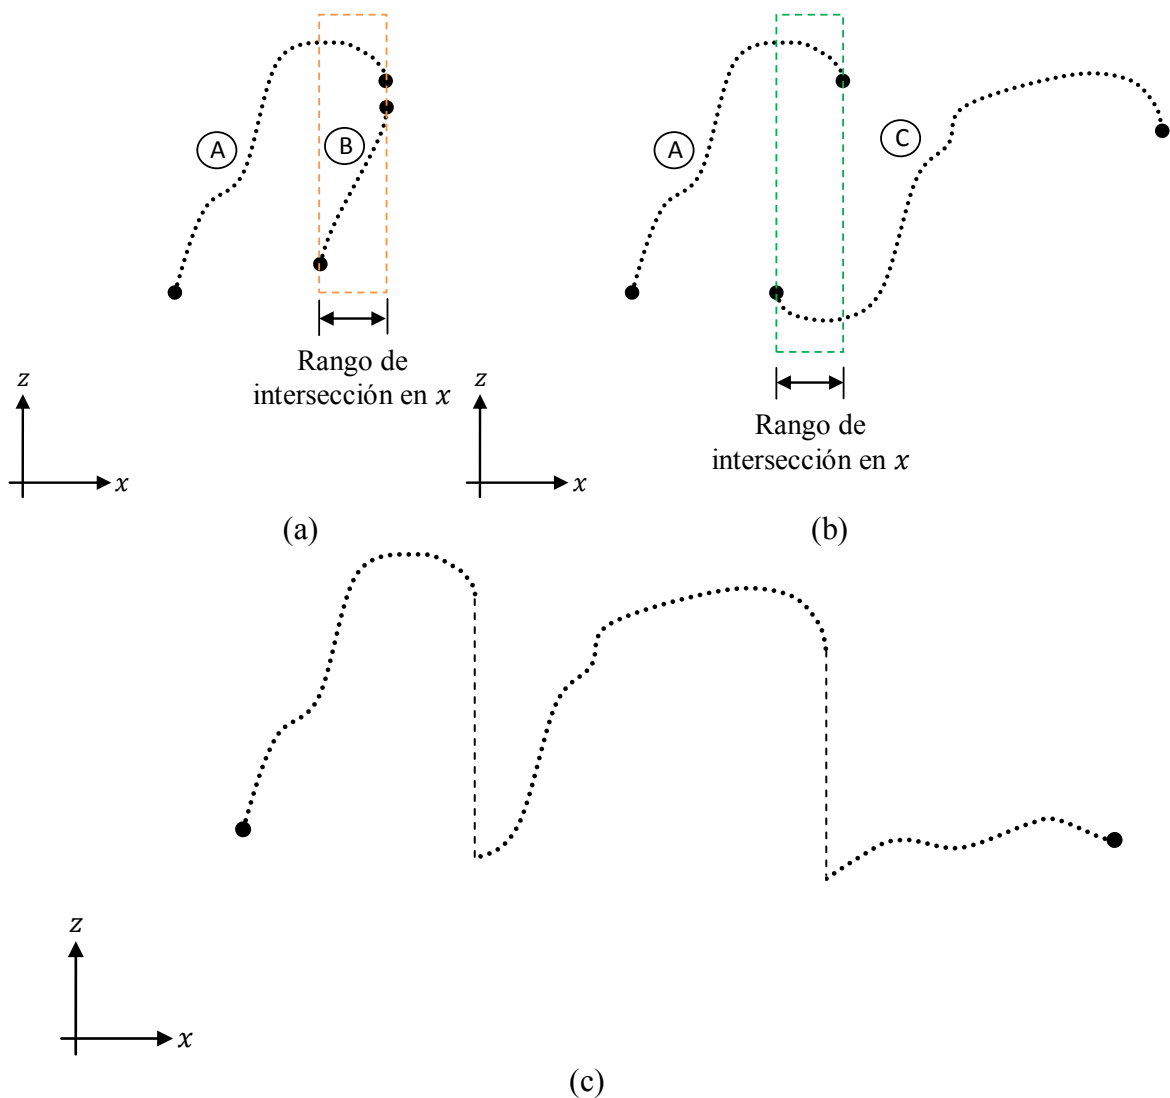 A
B
Rango de
intersección en x
z
x
(a)
A
C
Rango de
intersección en x
z
x
(b)
z
x
(c)